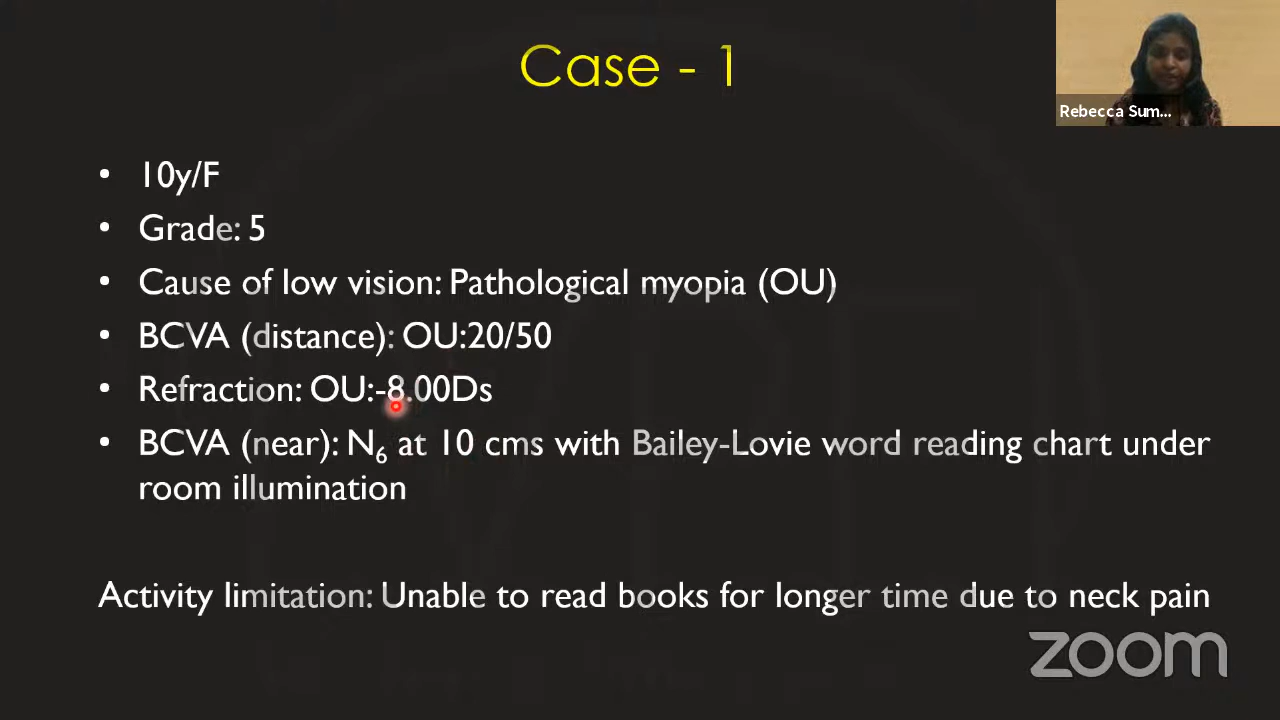 Case - 1
Rebecca Sum...
• 10y/F
• Grade: 5
• Cause of low vision: Pathological myopia (OU)
• BCVA (distance): OU:20/50
• Refraction: OU:-8.00Ds
• BCVA (near): N₆ at 10 cms with Bailey-Lovie word reading chart under
room illumination
Activity limitation: Unable to read books for longer time due to neck pain
zoom